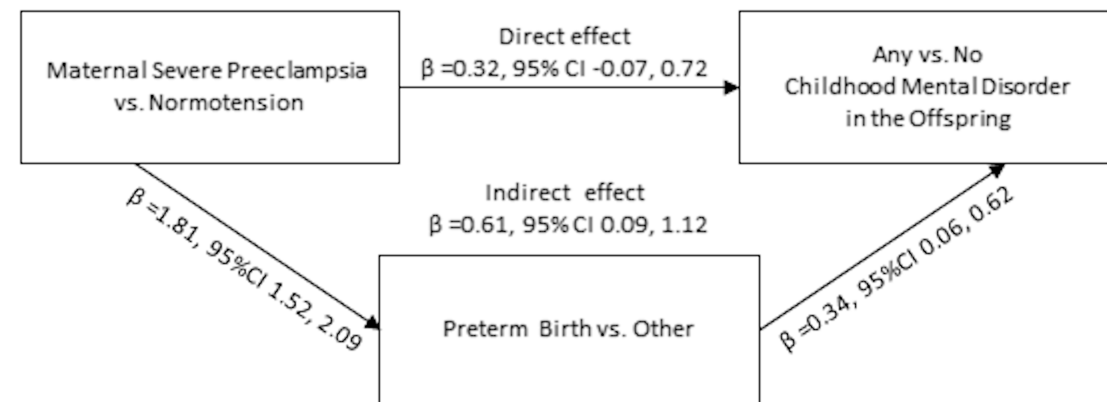 Maternal Severe Preeclampsia
vs. Normotension
Direct effect
β =0.32, 95% CI -0.07, 0.72
Any vs. No
Childhood Mental Disorder
in the Offspring
Indirect effect
β =0.61, 95% CI 0.09, 1.12
β =1.81, 95%CI 1.52, 2.09
Preterm Birth vs. Other
β =0.34, 95%CI 0.06, 0.62